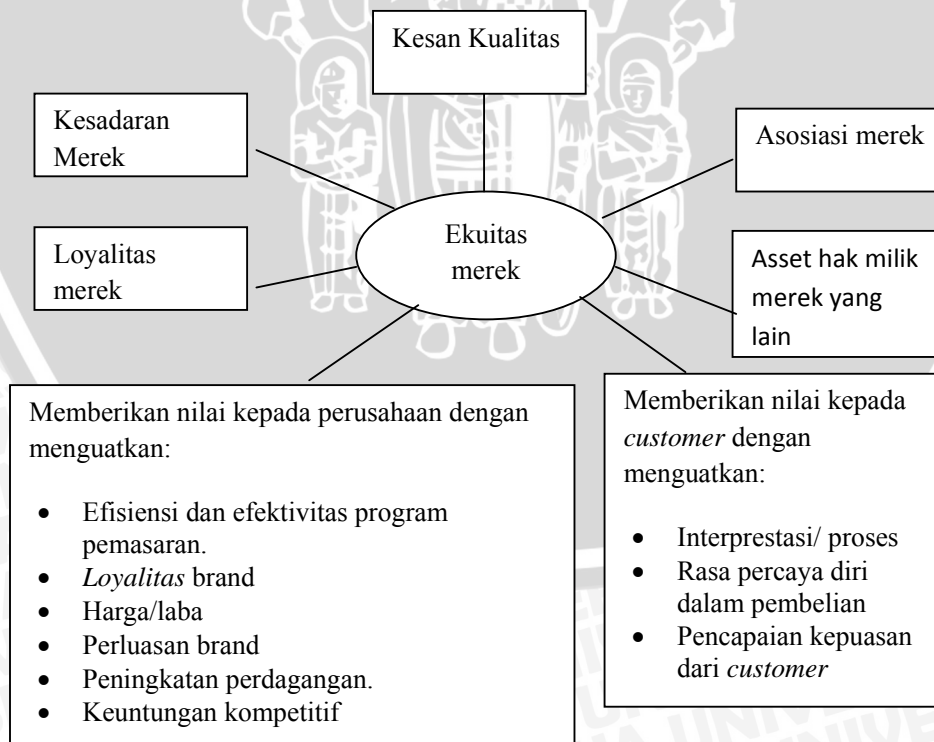 Kesan Kualitas
Kesadaran
Merek
Asosiasi merek
Ekuitas
merek
Loyalitas
merek
Asset hak milik
merek yang
lain
Memberikan nilai kepada perusahaan dengan
menguatkan:
• Efisiensi dan efektivitas program
pemasaran.
• Loyalitas brand
• Harga/laba
• Perluasan brand
• Peningkatan perdagangan.
• Keuntungan kompetitif
Memberikan nilai kepada
customer dengan
menguatkan:
• Interprestasi/ proses
• Rasa percaya diri
dalam pembelian
• Pencapaian kepuasan
dari customer